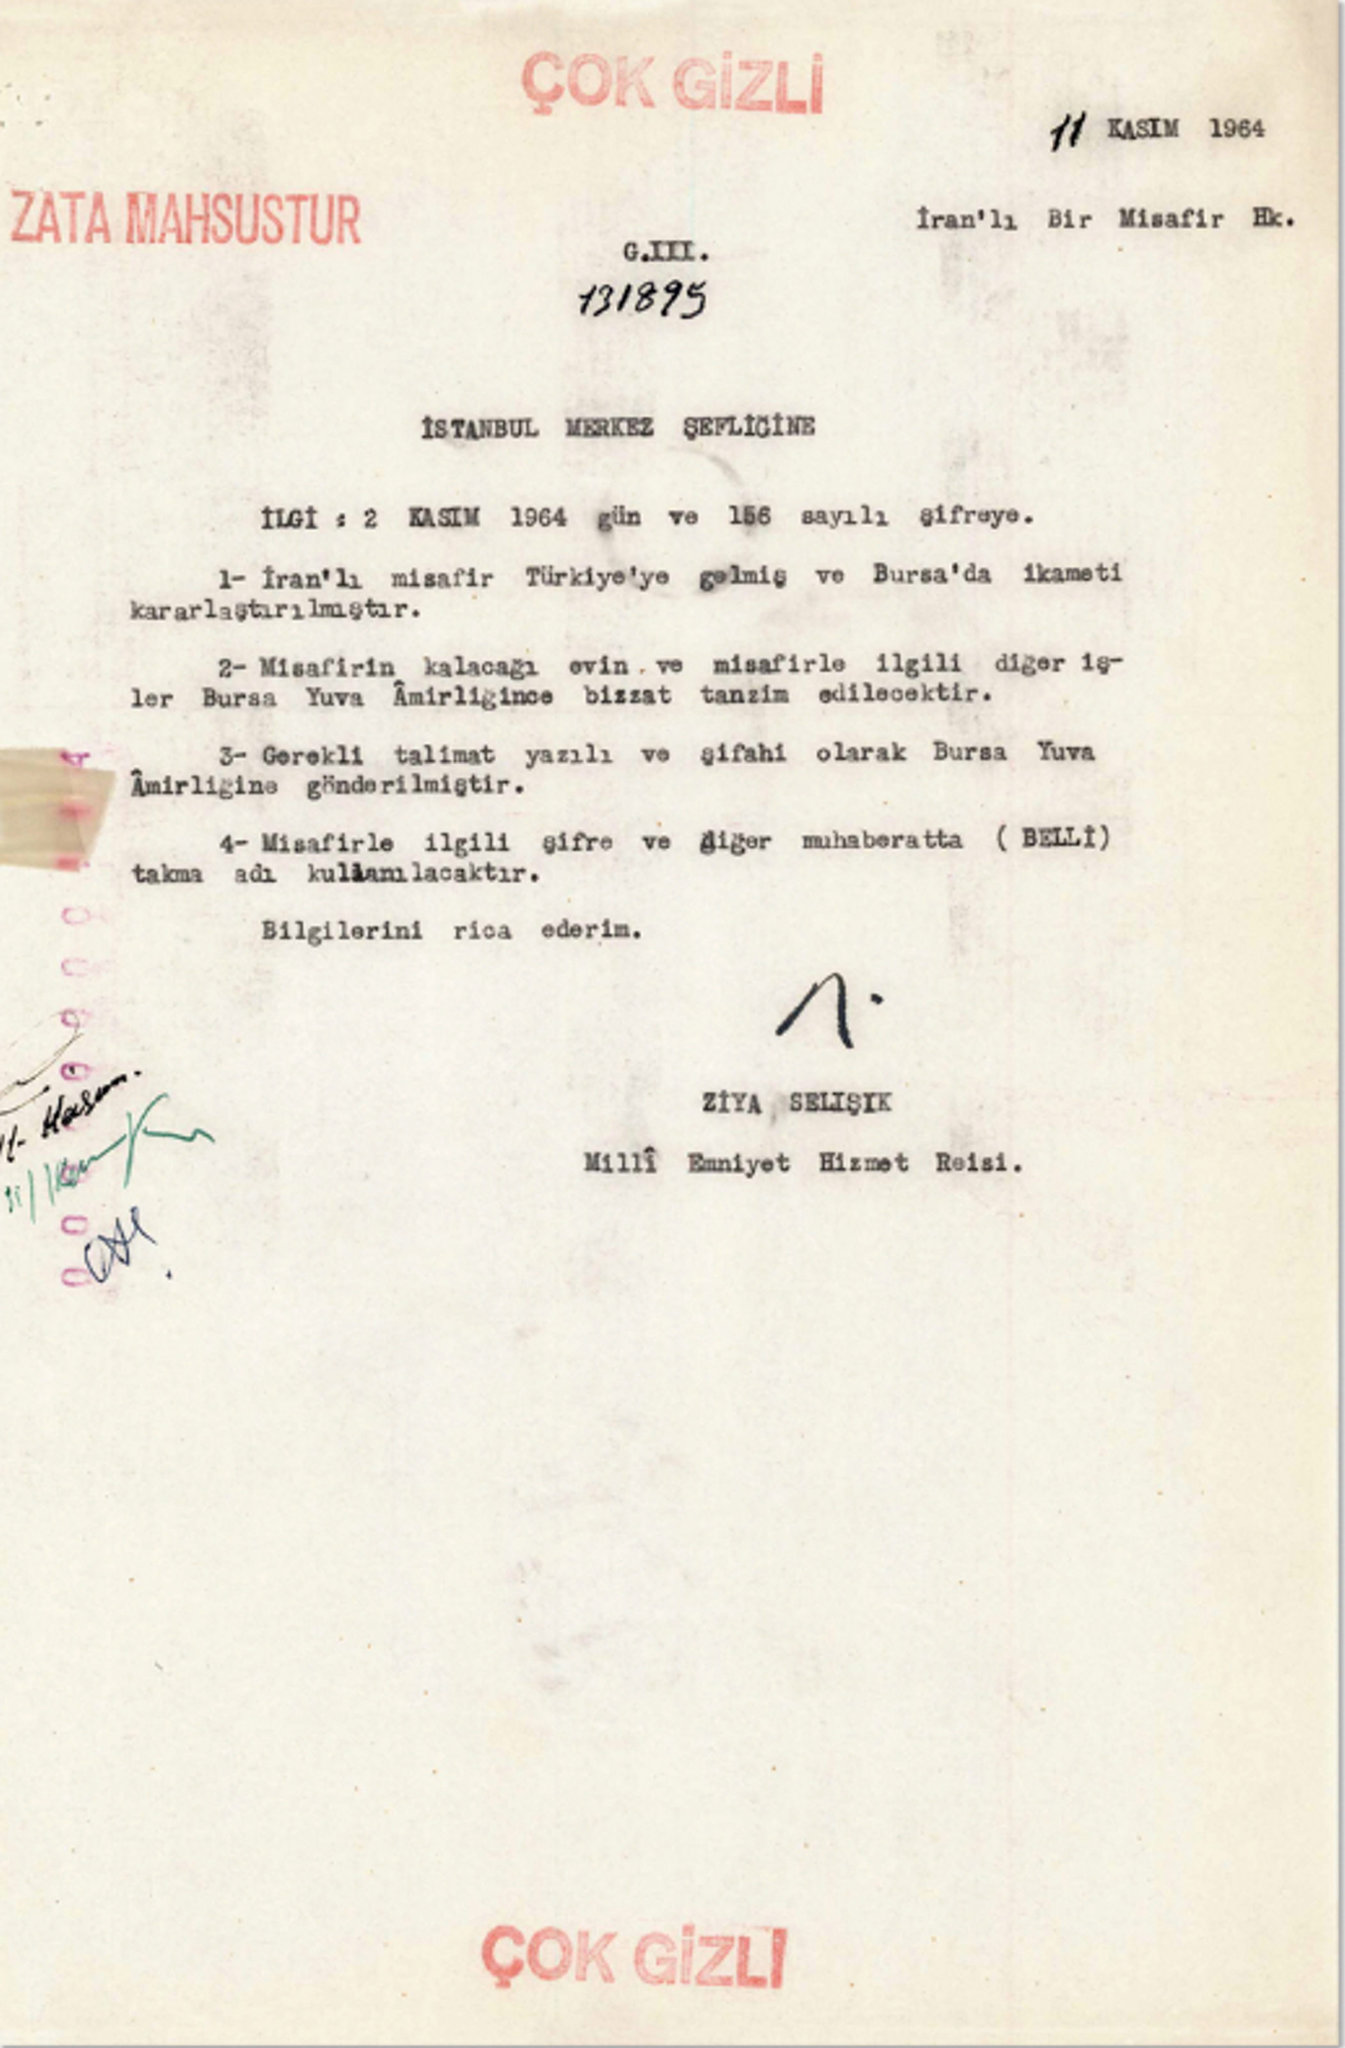 ÇOK GİZLİ
11 KASIM 1964
ZATA MAHSUSTUR
İran'lı Bir Misafir Hk.
G.III.
131895
İSTANBUL MERKEZ ŞEFLİĞİNE
İLGİ : 2 KASIM 1964 gün ve 156 sayılı şifreye.
1- İran'lı misafir Türkiye'ye gelmiş ve Bursa'da ikameti
kararlaştırılmıştır.
2- Misafirin kalacağı evin ve misafirle ilgili diğer iş-
ler Bursa Yuva Âmirliğince bizzat tanzim edilecektir.
3- Gerekli talimat yazılı ve şifahi olarak Bursa Yuva
Âmirliğine gönderilmiştir.
4- Misafirle ilgili şifre ve diğer muhaberatta ( BELLİ)
takma adı kullanılacaktır.
Bilgilerini rica ederim.
ZİYA SELIŞIK
Millî Emniyet Hizmet Reisi.
ÇOK GİZLİ